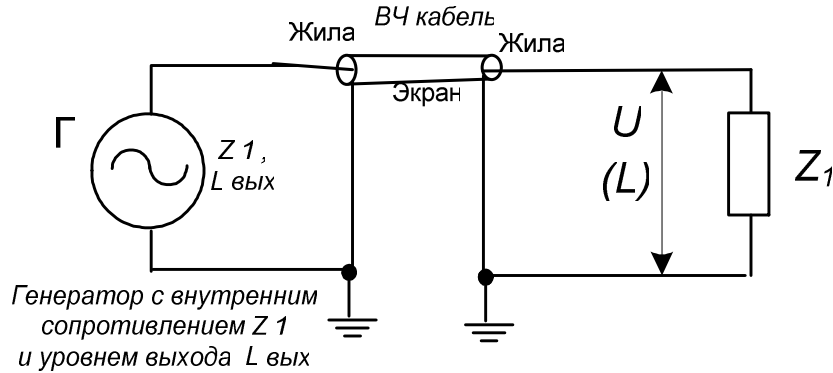 ВЧ кабель
Жила
Жила
Экран
Г
Z 1 ,
L вых
U
(L)
Z1
Генератор с внутренним
сопротивлением Z 1
и уровнем выхода L вых